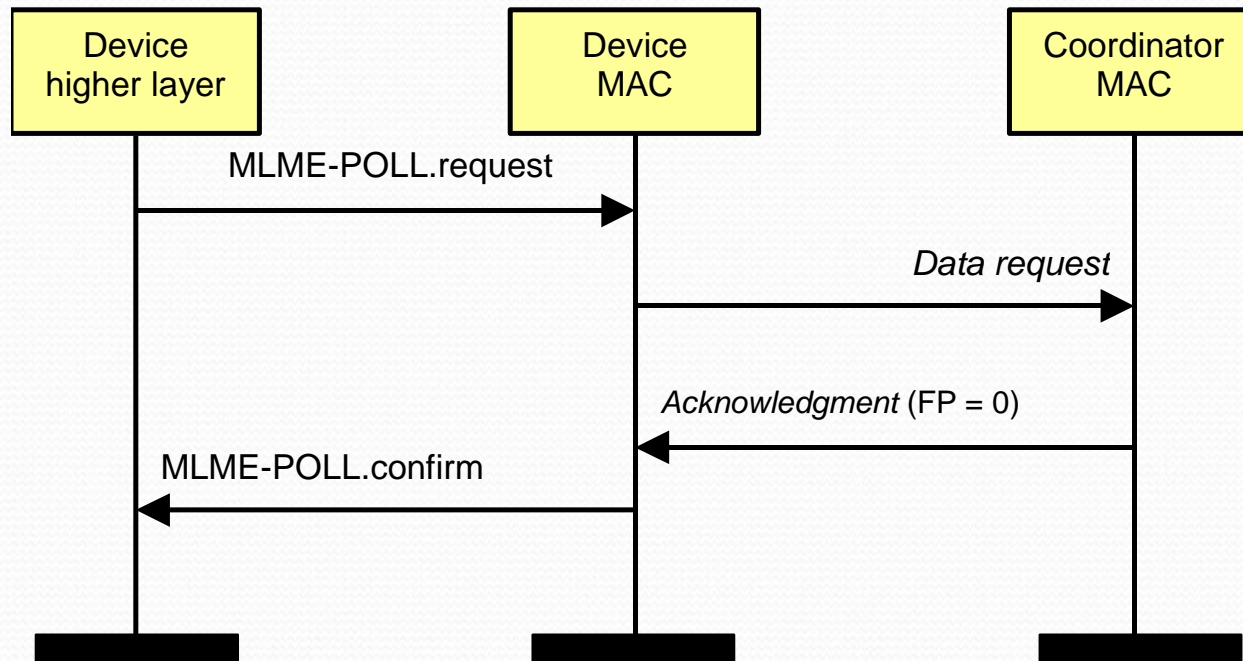 Device
higher layer
Device
MAC
Coordinator
MAC
MLME-POLL.request
Data request
Acknowledgment (FP = 0)
MLME-POLL.confirm